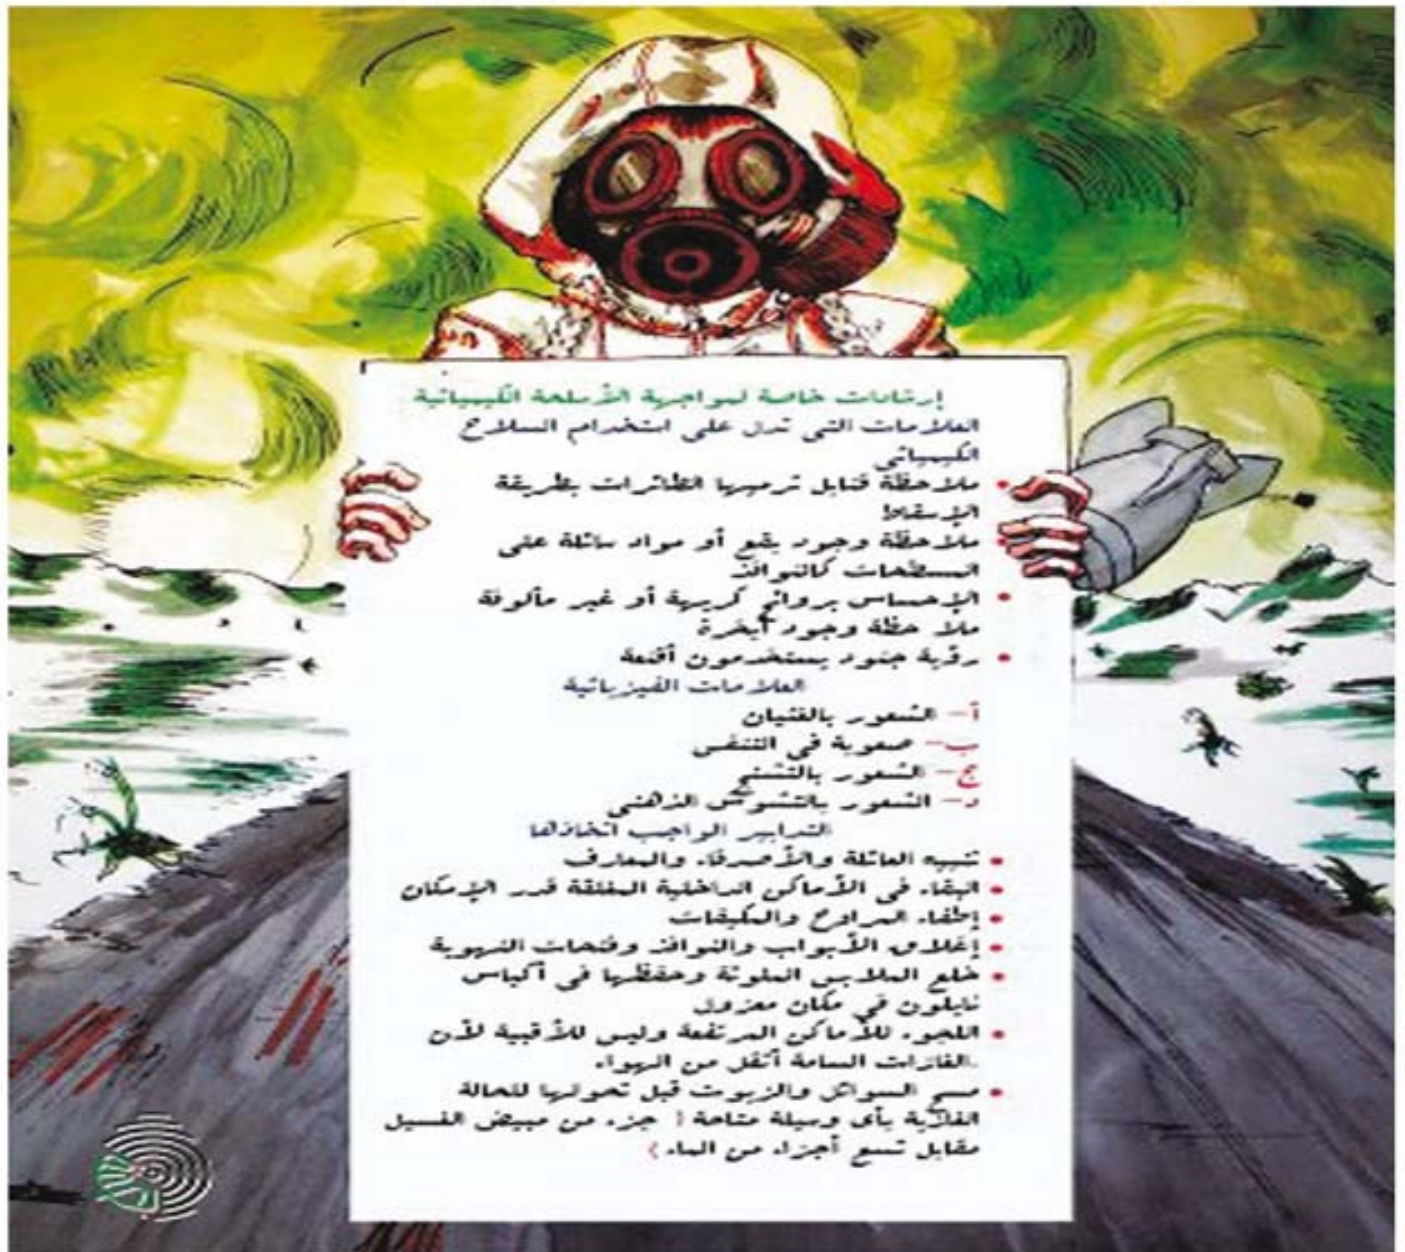 إرشادات خاصة لمواجهة الأسلحة الكيميائية
العلامات التي تدل على استخدام السلاح
الكيميائي
• ملاحظة قنابل ترميها الطائرات بطريقة
الإسقاط
• ملاحظة وجود بقع أو مواد سائلة على
المسطحات كالنوافذ
• الإحساس بروائح كريهة أو غير مألوفة
ملا حظة وجود أبخرة
• رؤية جنود يستخدمون أقنعة
العلامات الفيزيائية
أ- الشعور بالغثيان
ب- صعوبة في التنفس
ج- الشعور بالتشنج
د- الشعور بالتشوش الذهني
التدابير الواجب اتخاذها
• تنبيه العائلة والأصدقاء والمعارف
• البقاء في الأماكن الداخلية المغلقة قدر الإمكان
• إطفاء المراوح والمكيفات
• إغلاق الأبواب والنوافذ وفتحات التهوية
• خلع الملابس الملوثة وحفظها في أكياس
نايلون في مكان معزول
• اللجوء للأماكن المرتفعة وليس للأقبية لأن
الغازات السامة أثقل من الهواء.
• مسح السوائل والزيوت قبل تحولها للحالة
الغازية بأي وسيلة متاحة ( جزء من مبيض الغسيل
مقابل تسع أجزاء من الماء )